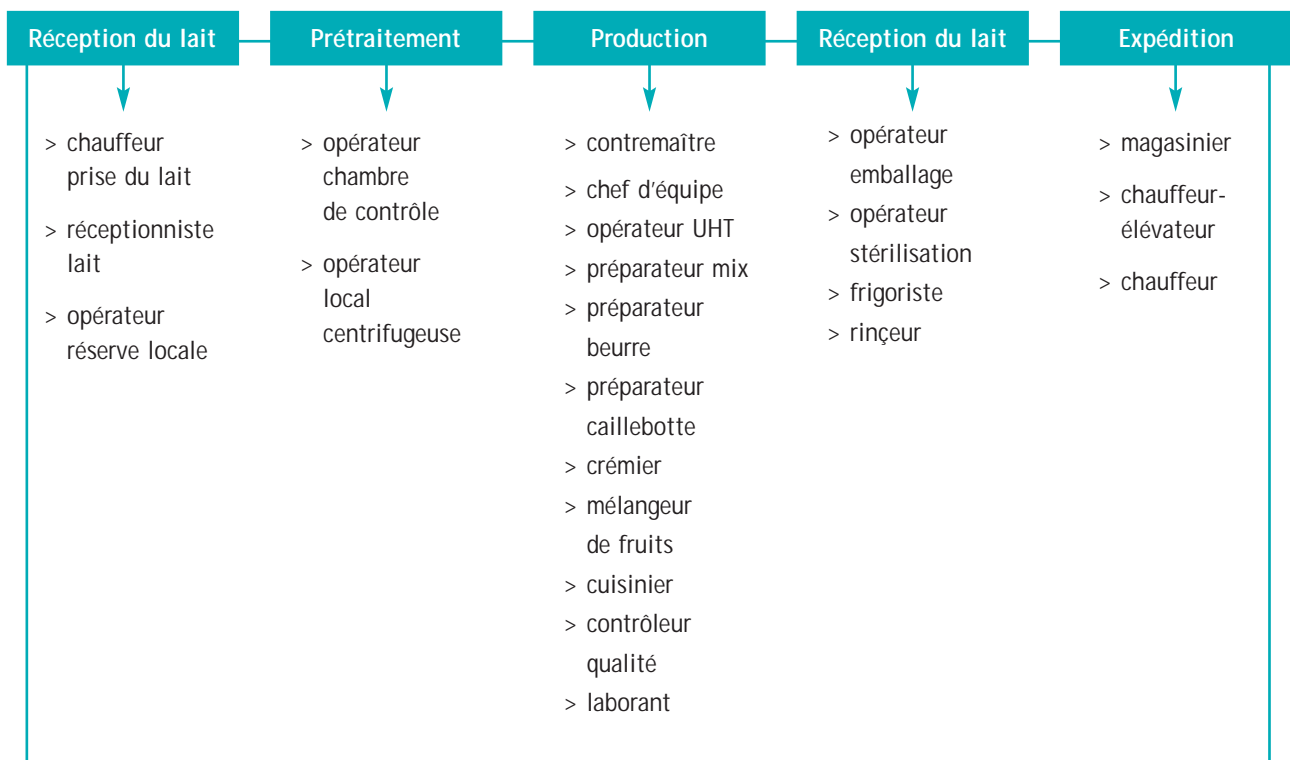 Réception du lait
Prétraitement
Production
Réception du lait
Expédition
> chauffeur
prise du lait
> réceptionniste
lait
> opérateur
réserve locale
> opérateur
chambre
de contrôle
> opérateur
local
centrifugeuse
> contremaître
> chef d'équipe
> opérateur UHT
> préparateur mix
> préparateur
beurre
> préparateur
caillebotte
> crémier
> mélangeur
de fruits
> cuisinier
> contrôleur
qualité
> laborant
> opérateur
emballage
> opérateur
stérilisation
> frigoriste
> rinçeur
> magasinier
> chauffeur-
élévateur
> chauffeur